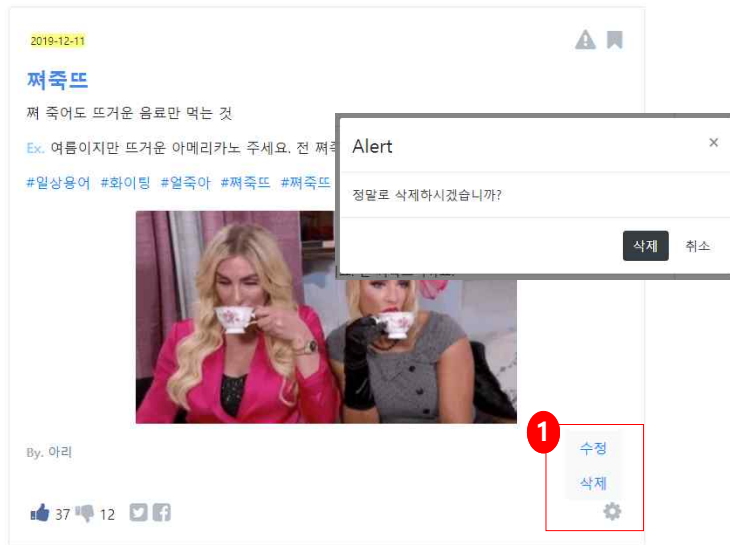 2019-12-11
쪄죽뜨
쪄 죽어도 뜨거운 음료만 먹는 것
Ex. 여름이지만 뜨거운 아메리카노 주세요. 전 쪄죽
#일상용어 #화이팅 #얼죽아 #쪄죽뜨 #쪄죽뜨
Alert
×
정말로 삭제하시겠습니까?
삭제 취소
1
By. 아리
수정
삭제
37 12